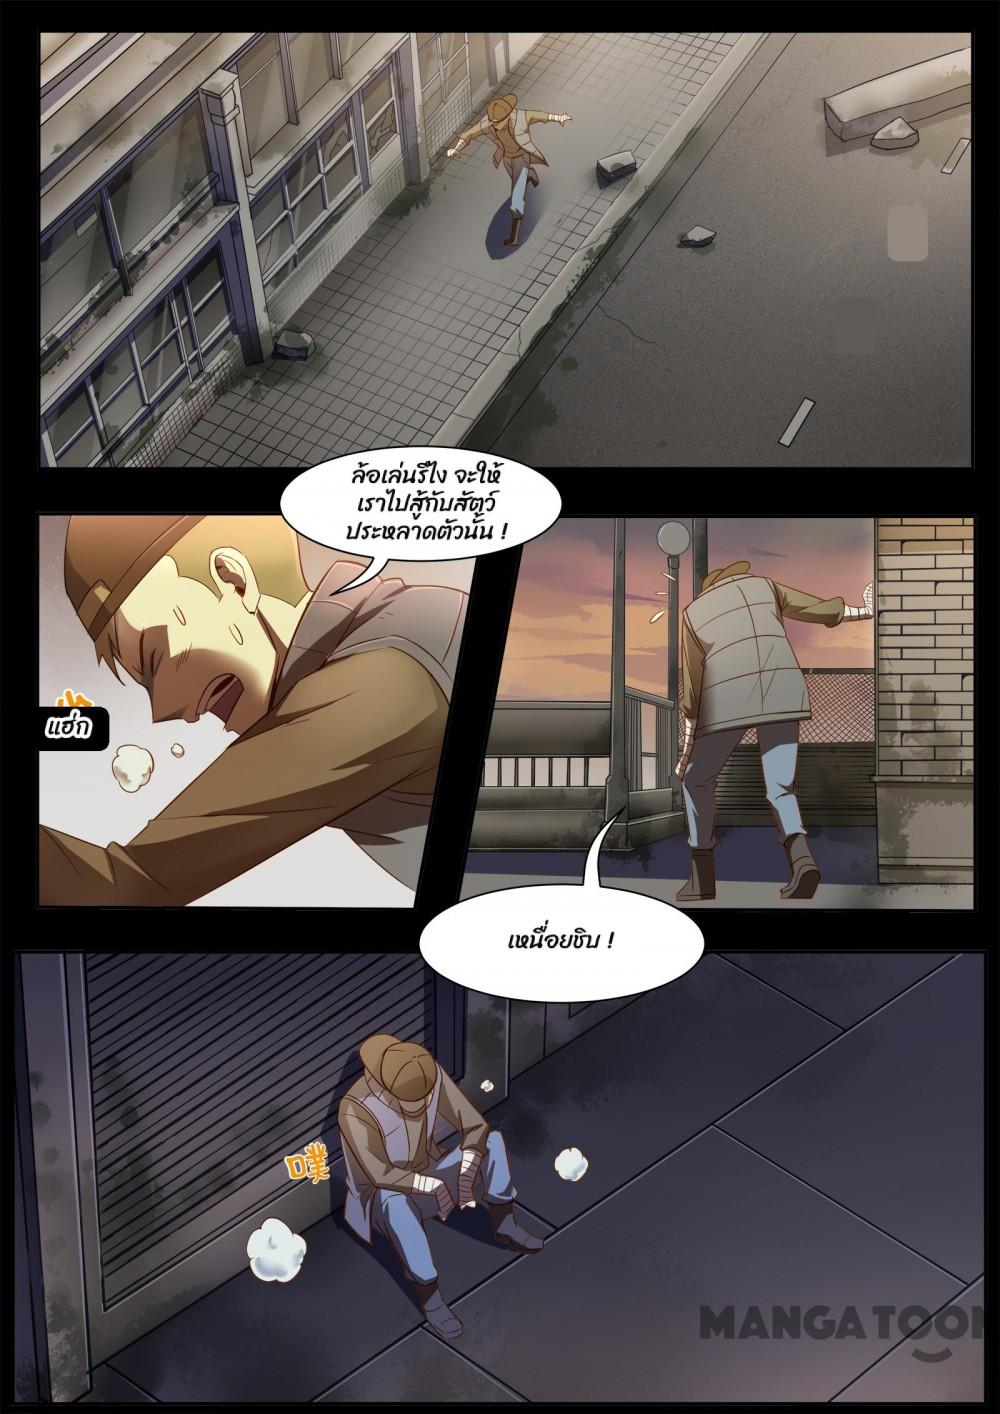 ล้อเล่นรึไง จะให้
เราไปสู้กับสัตว์
ประหลาดตัวนั้น !
แฮ่ก
เหนื่อยชิบ !
噗
MANGATOON